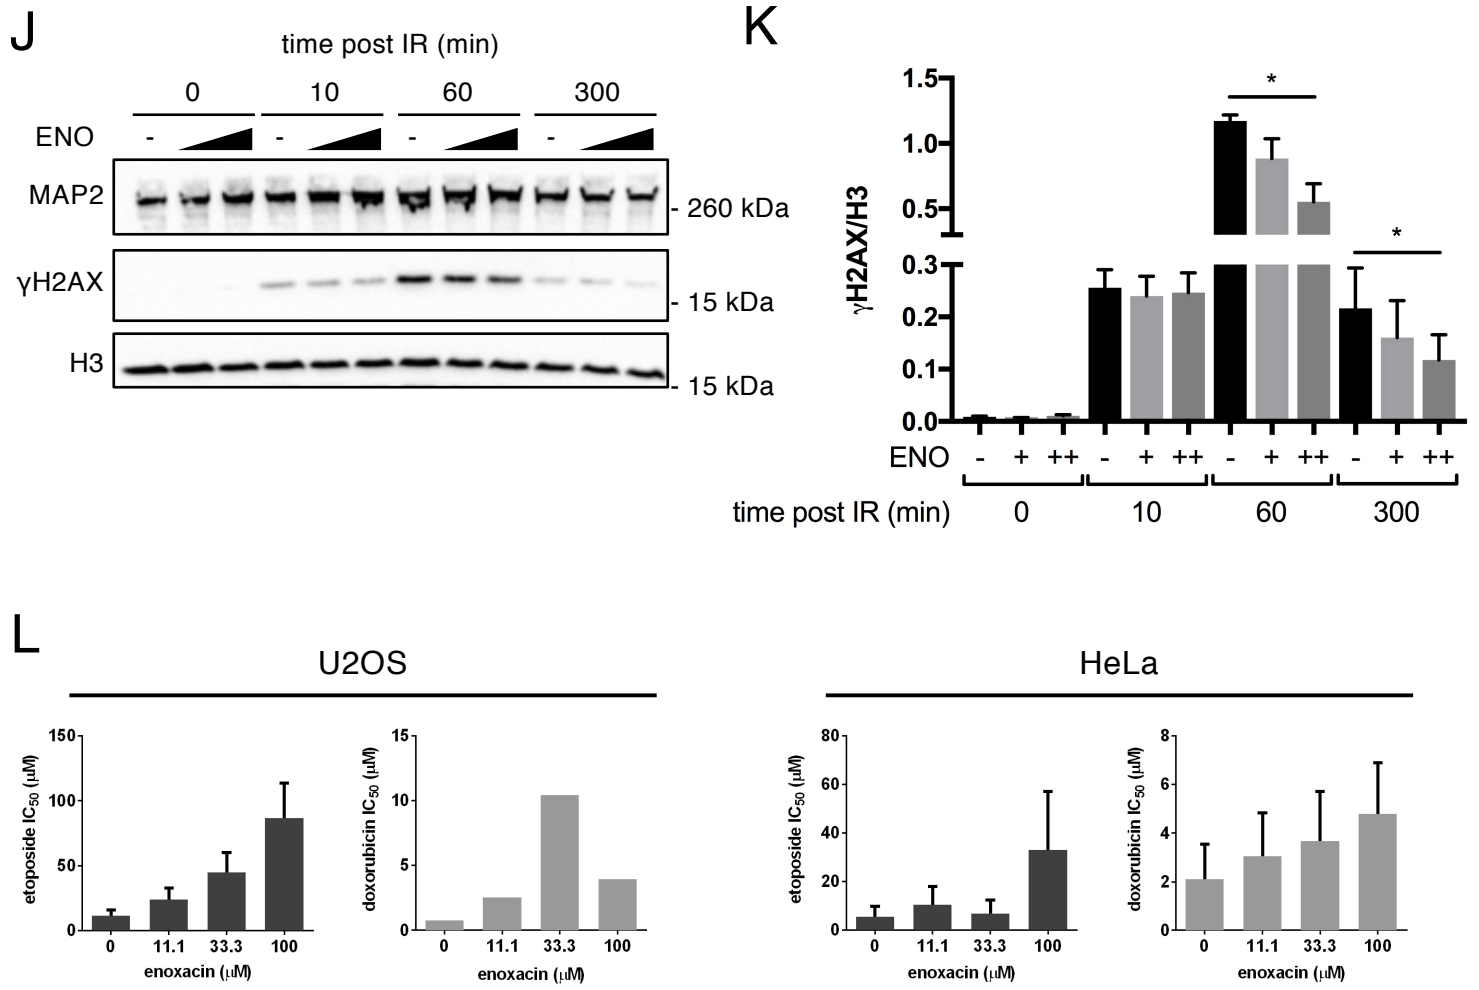 J
time post IR (min)
0 10 60 300
ENO - - - -
MAP2
- 260 kDa
γH2AX
- 15 kDa
H3
- 15 kDa
K
γH2AX/H3
1.5
1.0
0.5
0.3
0.2
0.1
0.0
* *
ENO - + ++ - + ++ - + ++ - + ++
time post IR (min) 0 10 60 300
L
U2OS
etoposide IC50 (µM)
150
100
50
0
0 11.1 33.3 100
enoxacin (µM)
doxorubicin IC50 (µM)
15
10
5
0
0 11.1 33.3 100
enoxacin (µM)
HeLa
etoposide IC50 (µM)
80
60
40
20
0
0 11.1 33.3 100
enoxacin (µM)
doxorubicin IC50 (µM)
8
6
4
2
0
0 11.1 33.3 100
enoxacin (µM)